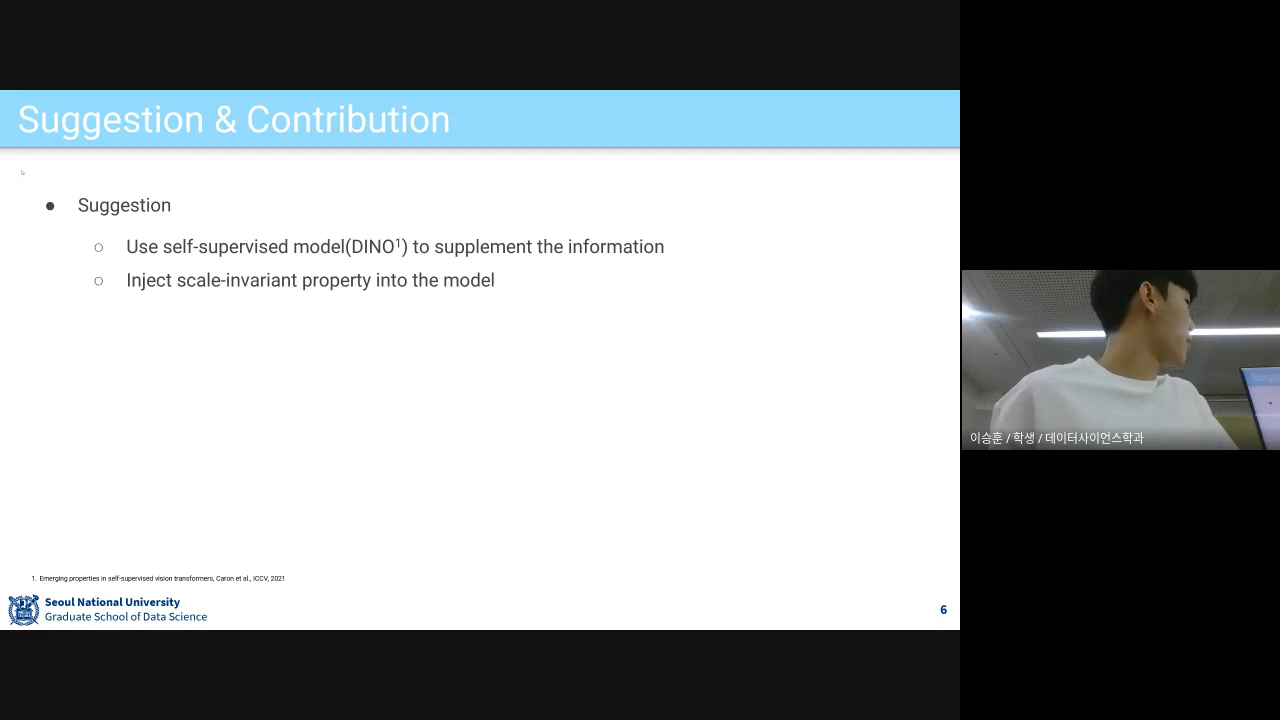 Suggestion & Contribution
● Suggestion
○ Use self-supervised model(DINO¹) to supplement the information
○ Inject scale-invariant property into the model
1. Emerging properties in self-supervised vision transformers, Caron et al., ICCV, 2021
Seoul National University
Graduate School of Data Science
6
이승훈 / 학생 / 데이터사이언스학과